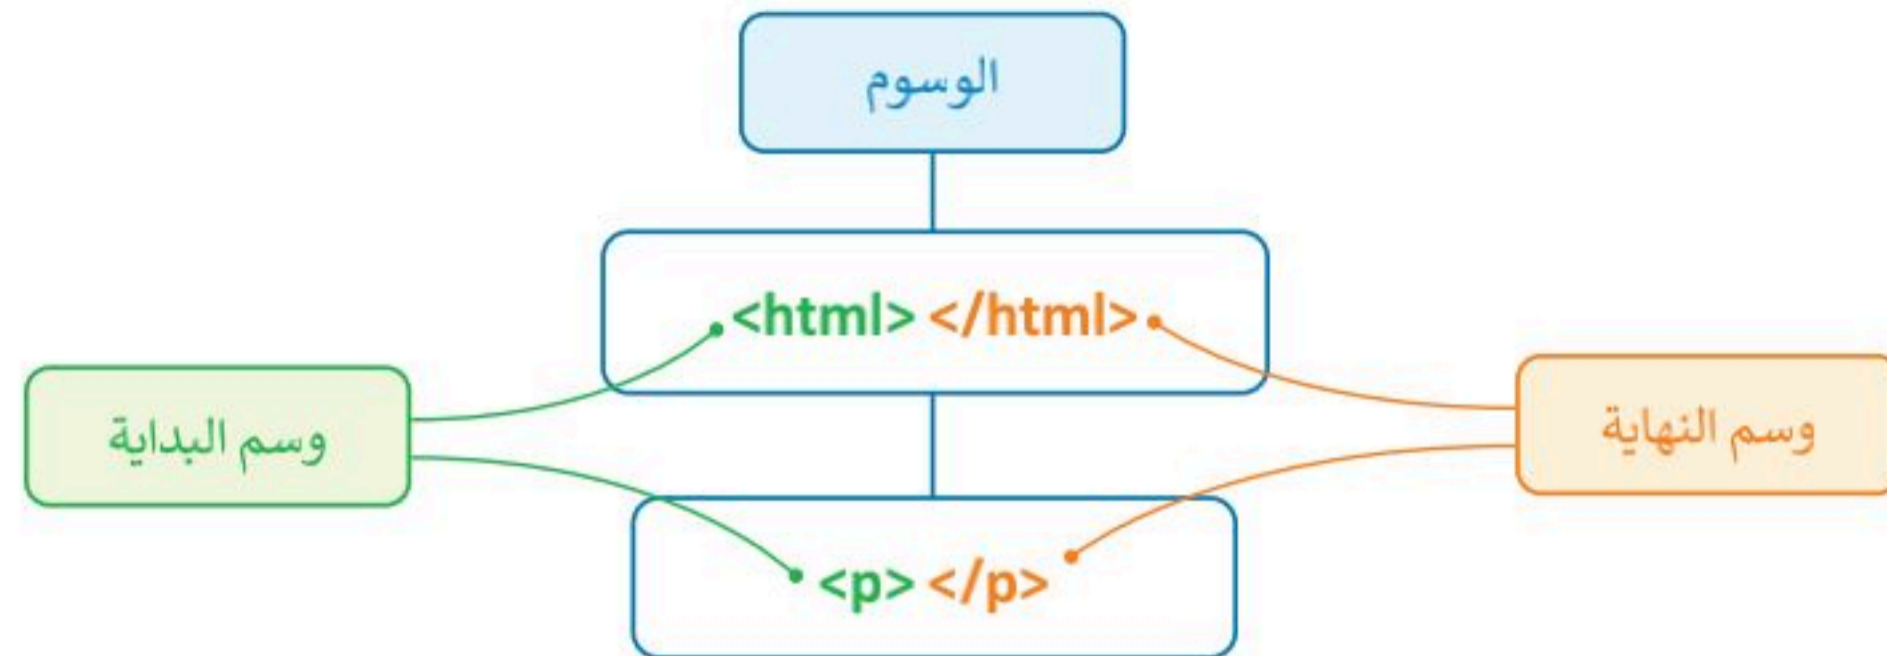 الوسوم
<html> </html>
وسم البداية
وسم النهاية
<p> </p>